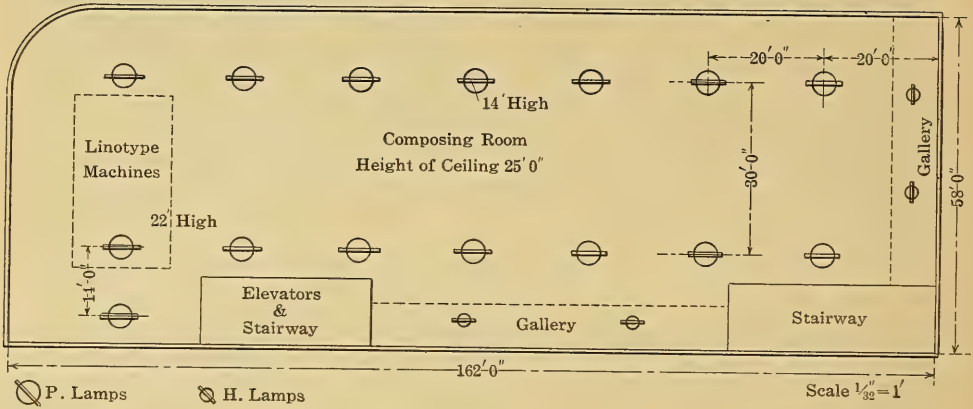 20'-0"
20'-0"
14' High
Composing Room
Height of Ceiling 25' 0"
Linotype
Machines
30'-0"
Gallery
58'-0"
22' High
11'-0"
Elevators
&
Stairway
Gallery
Stairway
162'-0"
P. Lamps
H. Lamps
Scale 1/32" = 1'